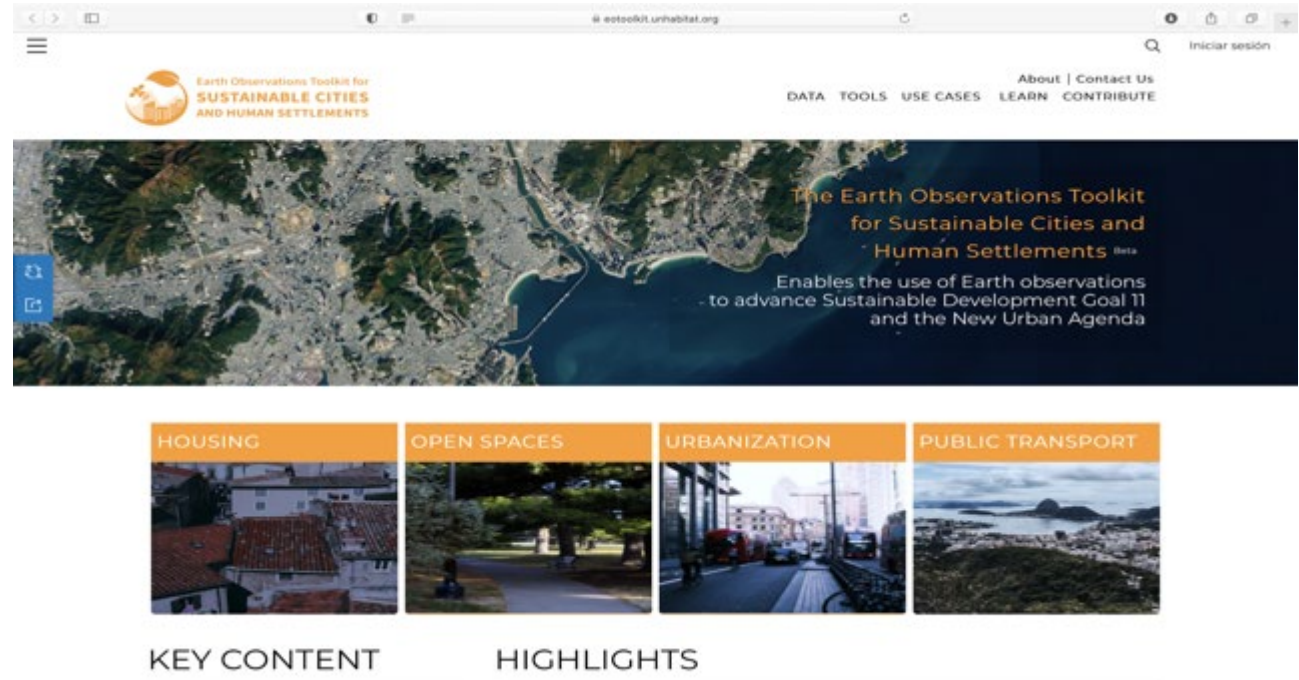 eotoolkit.unhabitat.org
Iniciar sesión
Earth Observations Toolkit for
SUSTAINABLE CITIES
AND HUMAN SETTLEMENTS
About | Contact Us
DATA TOOLS USE CASES LEARN CONTRIBUTE
The Earth Observations Toolkit
for Sustainable Cities and
Human Settlements Beta
Enables the use of Earth observations
to advance Sustainable Development Goal 11
and the New Urban Agenda
HOUSING
OPEN SPACES
URBANIZATION
PUBLIC TRANSPORT
KEY CONTENT
HIGHLIGHTS